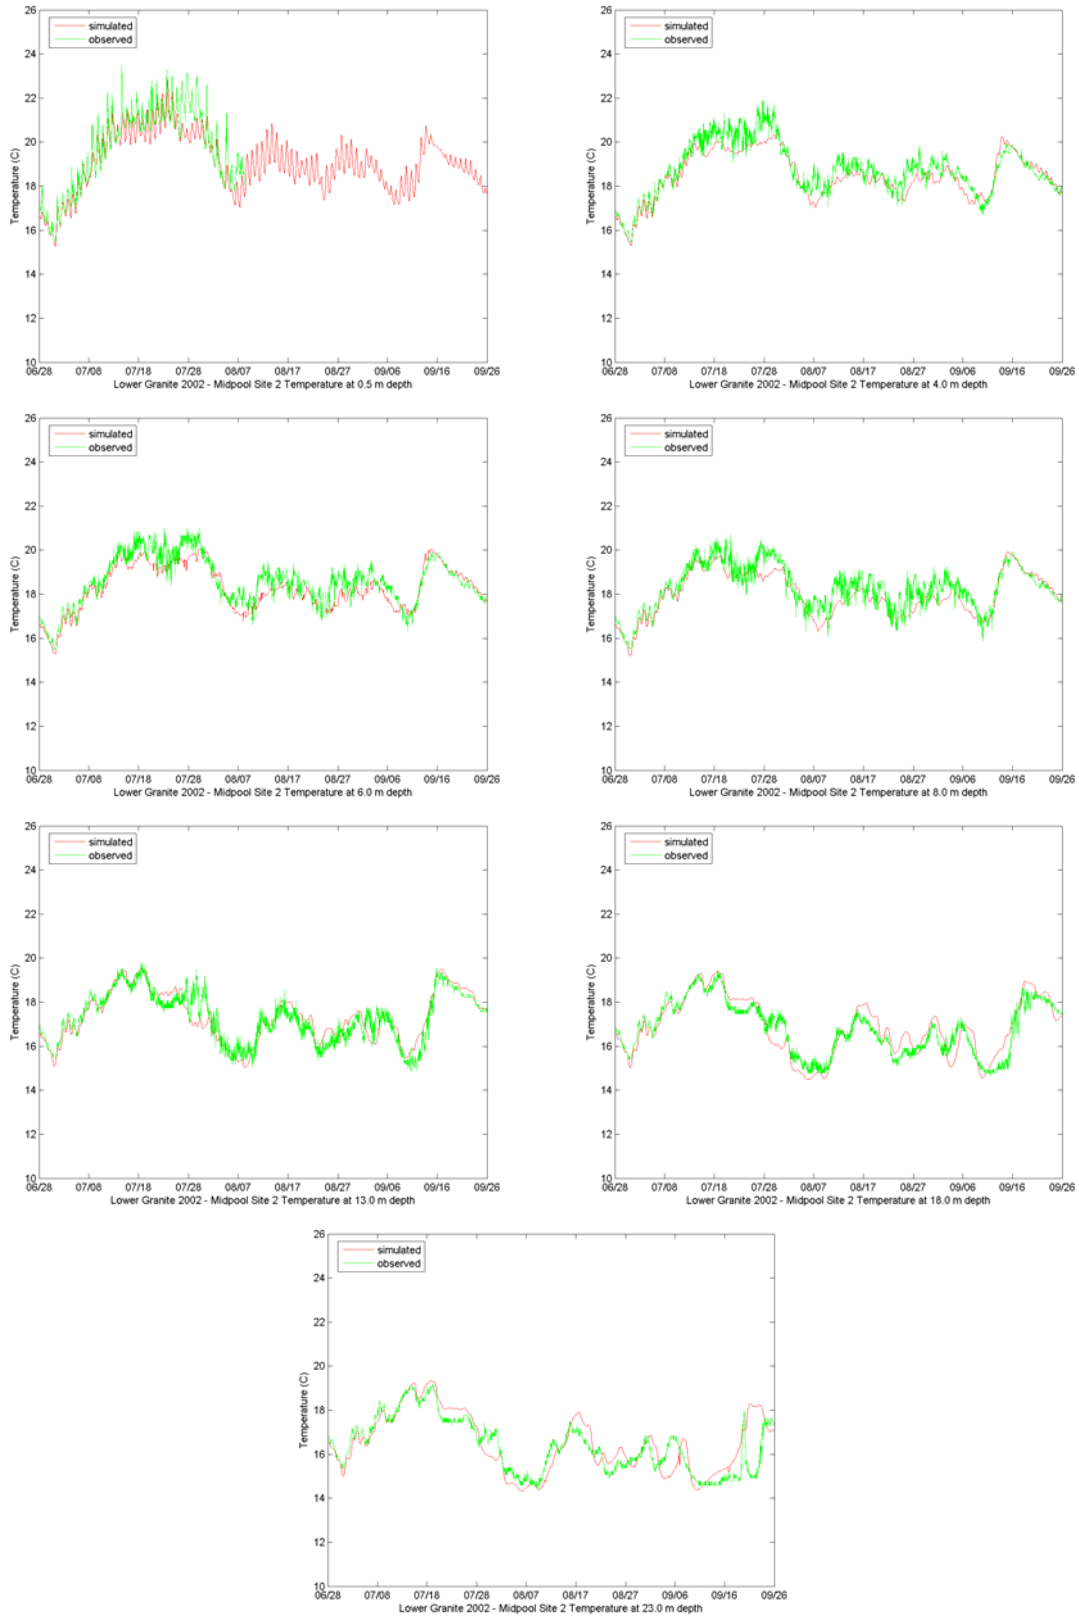 simulated
observed
Temperature (C)
26
24
22
20
18
16
14
12
10
06/28 07/08 07/18 07/28 08/07 08/17 08/27 09/06 09/16 09/26
Lower Granite 2002 - Midpool Site 2 Temperature at 0.5 m depth
simulated
observed
Temperature (C)
26
24
22
20
18
16
14
12
10
06/28 07/08 07/18 07/28 08/07 08/17 08/27 09/06 09/16 09/26
Lower Granite 2002 - Midpool Site 2 Temperature at 4.0 m depth
simulated
observed
Temperature (C)
26
24
22
20
18
16
14
12
10
06/28 07/08 07/18 07/28 08/07 08/17 08/27 09/06 09/16 09/26
Lower Granite 2002 - Midpool Site 2 Temperature at 6.0 m depth
simulated
observed
Temperature (C)
26
24
22
20
18
16
14
12
10
06/28 07/08 07/18 07/28 08/07 08/17 08/27 09/06 09/16 09/26
Lower Granite 2002 - Midpool Site 2 Temperature at 8.0 m depth
simulated
observed
Temperature (C)
26
24
22
20
18
16
14
12
10
06/28 07/08 07/18 07/28 08/07 08/17 08/27 09/06 09/16 09/26
Lower Granite 2002 - Midpool Site 2 Temperature at 13.0 m depth
simulated
observed
Temperature (C)
26
24
22
20
18
16
14
12
10
06/28 07/08 07/18 07/28 08/07 08/17 08/27 09/06 09/16 09/26
Lower Granite 2002 - Midpool Site 2 Temperature at 18.0 m depth
simulated
observed
Temperature (C)
26
24
22
20
18
16
14
12
10
06/28 07/08 07/18 07/28 08/07 08/17 08/27 09/06 09/16 09/26
Lower Granite 2002 - Midpool Site 2 Temperature at 23.0 m depth